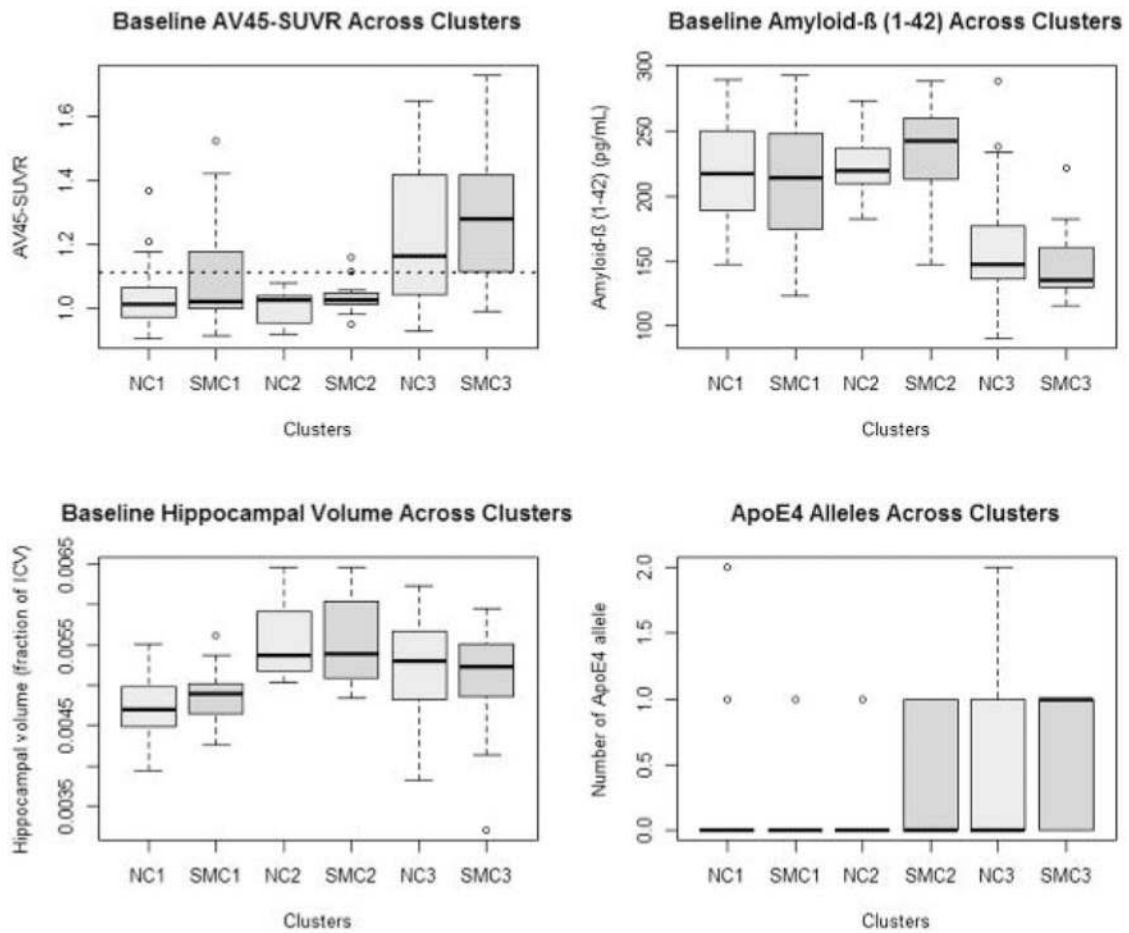 Baseline AV45-SUVR Across Clusters
AV45-SUVR
1.6
1.4
1.2
1.0
NC1 SMC1 NC2 SMC2 NC3 SMC3
Clusters
Baseline Amyloid-ß (1-42) Across Clusters
Amyloid-ß (1-42) (pg/mL)
300
250
200
150
100
NC1 SMC1 NC2 SMC2 NC3 SMC3
Clusters
Baseline Hippocampal Volume Across Clusters
Hippocampal volume (fraction of ICV)
0.0065
0.0055
0.0045
0.0035
NC1 SMC1 NC2 SMC2 NC3 SMC3
Clusters
ApoE4 Alleles Across Clusters
Number of ApoE4 allele
2.0
1.5
1.0
0.5
0.0
NC1 SMC1 NC2 SMC2 NC3 SMC3
Clusters